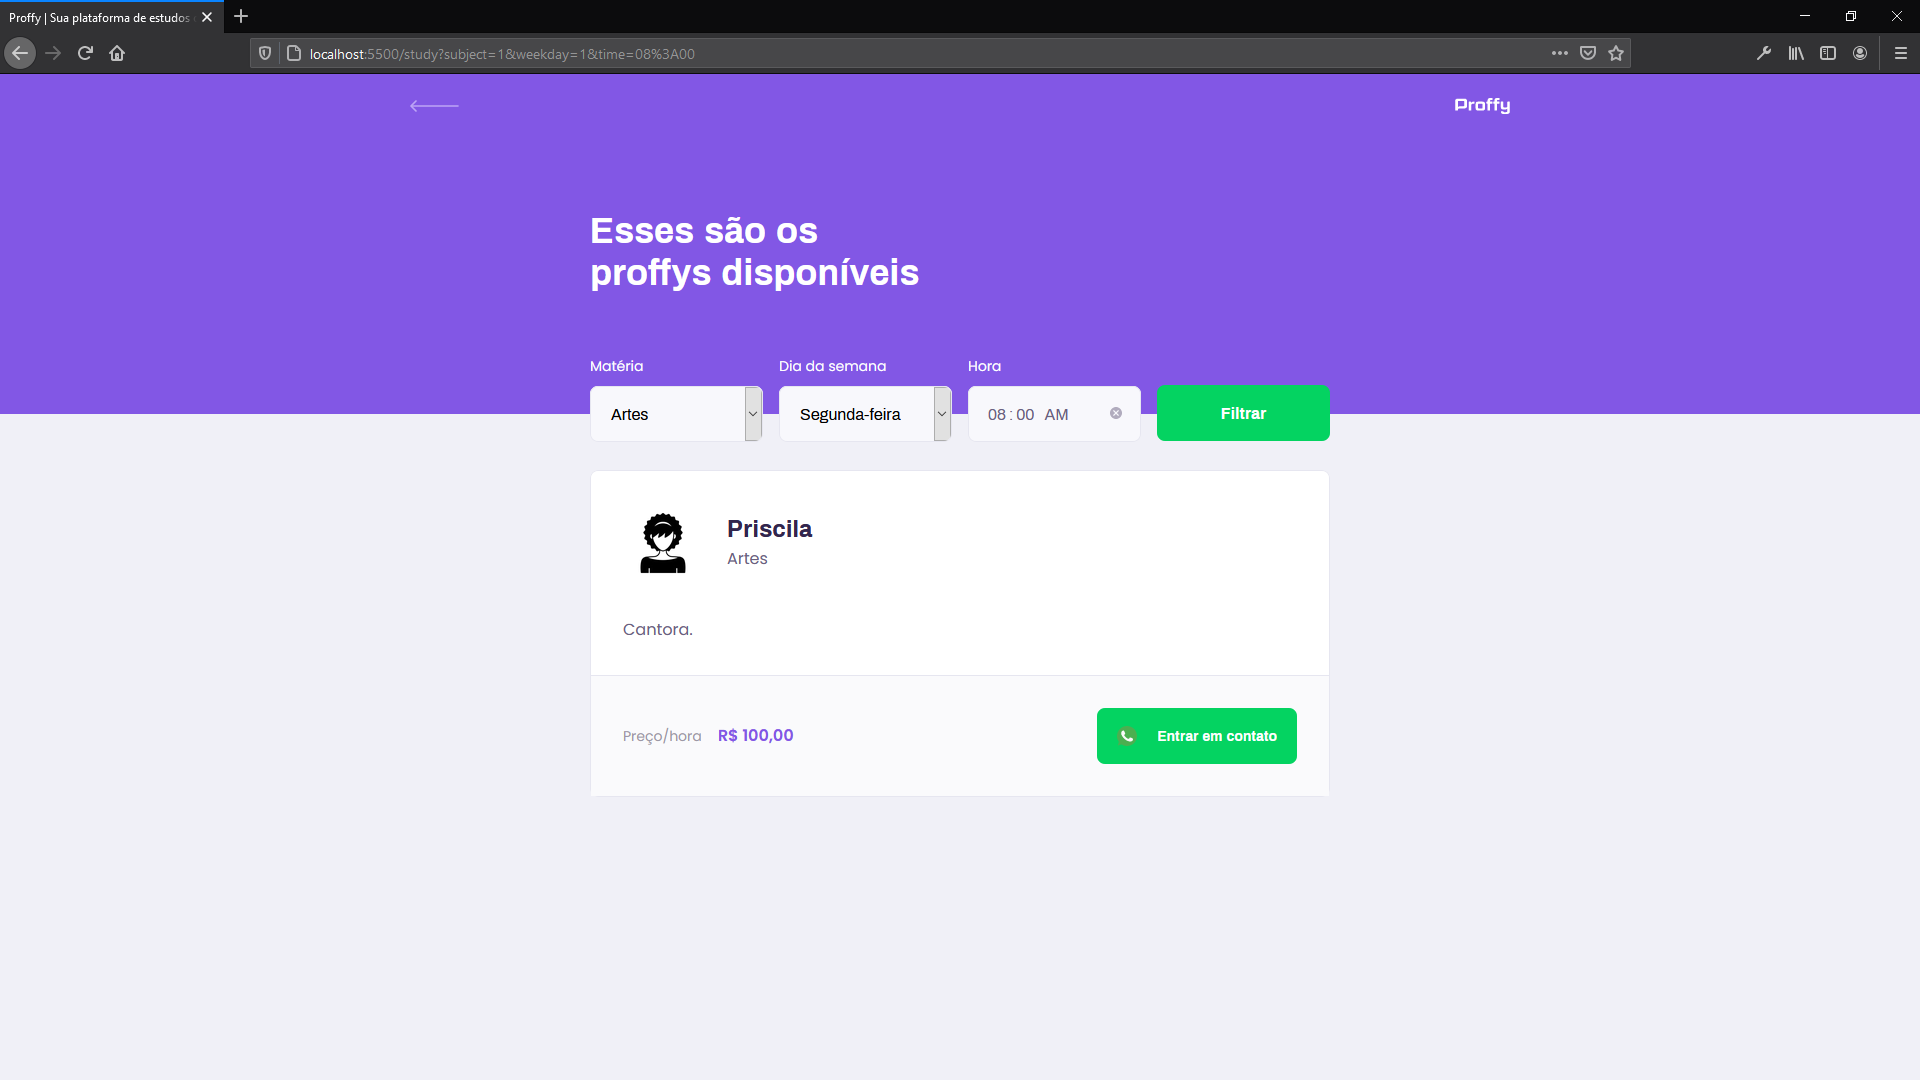 Proffy | Sua plataforma de estudos
localhost:5500/study?subject=1&weekday=1&time=08%3A00
Proffy
Esses são os
proffys disponíveis
Matéria
Dia da semana
Hora
Artes
Segunda-feira
08:00 AM
Filtrar
Priscila
Artes
Cantora.
Preço/hora R$ 100,00
Entrar em contato